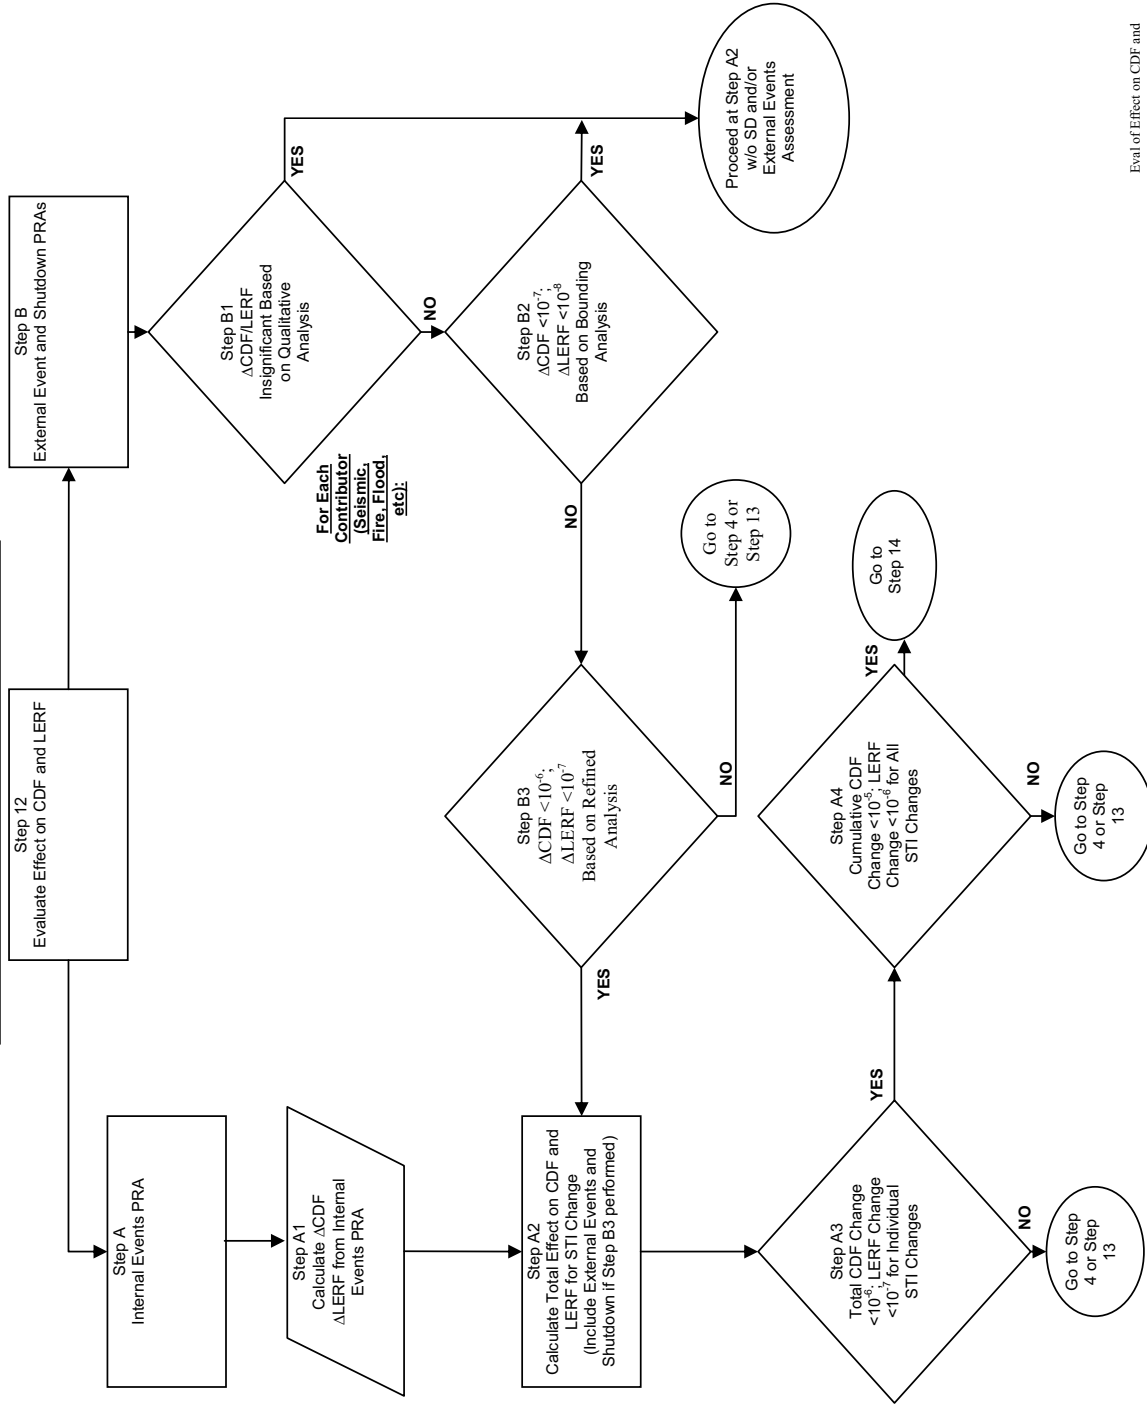 Step 12
Evaluate Effect on CDF and LERF
Step A
Internal Events PRA
Step A1
Calculate ΔCDF
ΔLERF from Internal
Events PRA
Step A2
Calculate Total Effect on CDF and
LERF for STI Change
(Include External Events and
Shutdown if Step B3 performed)
Step A3
Total CDF Change
<10⁻⁶; LERF Change
<10⁻⁷ for Individual
STI Changes
NO
Go to Step
4 or Step
13
YES
Step A4
Cumulative CDF
Change <10⁻⁵; LERF
Change <10⁻⁶ for All
STI Changes
NO
Go to Step
4 or Step
13
YES
Go to
Step 14
Step B
External Event and Shutdown PRAs
For Each
Contributor
(Seismic,
Fire, Flood,
etc):
Step B1
ΔCDF/LERF
Insignificant Based
on Qualitative
Analysis
YES
NO
Step B2
ΔCDF <10⁻⁷;
ΔLERF <10⁻⁸
Based on Bounding
Analysis
YES
NO
Proceed at Step A2
w/o SD and/or
External Events
Assessment
Step B3
ΔCDF <10⁻⁶;
ΔLERF <10⁻⁷
Based on Refined
Analysis
YES
NO
Go to
Step 4 or
Step 13
Eval of Effect on CDF and